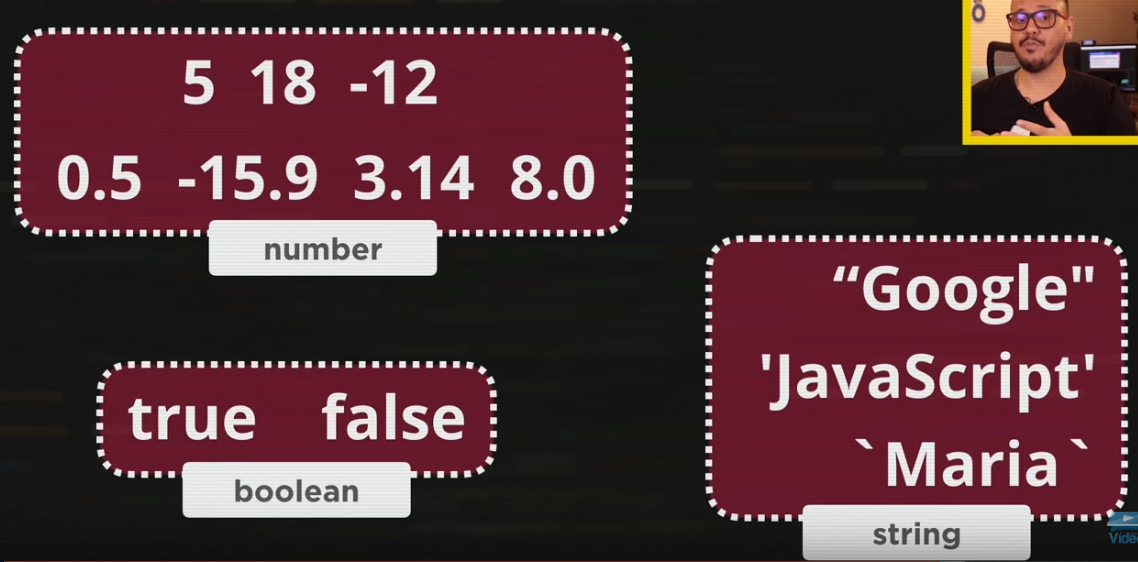 5 18 -12
0.5 -15.9 3.14 8.0
number
true false
boolean
“Google"
'JavaScript'
`Maria`
string